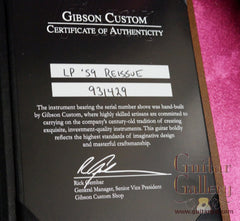 GIBSON CUSTOM
CERTIFICATE OF AUTHENTICITY
LP '59 REISSUE
931429
The instrument bearing the serial number above was hand-built
by Gibson Custom, where highly skilled artisans are committed to
carrying on the company's century-old tradition of creating
exquisite, investment-quality instruments. This guitar boldly
reflects the highest standards of imaginative design
and masterful craftsmanship.
Rick Gembar
General Manager, Senior Vice President
Gibson Custom Shop
Guitar
Gallery